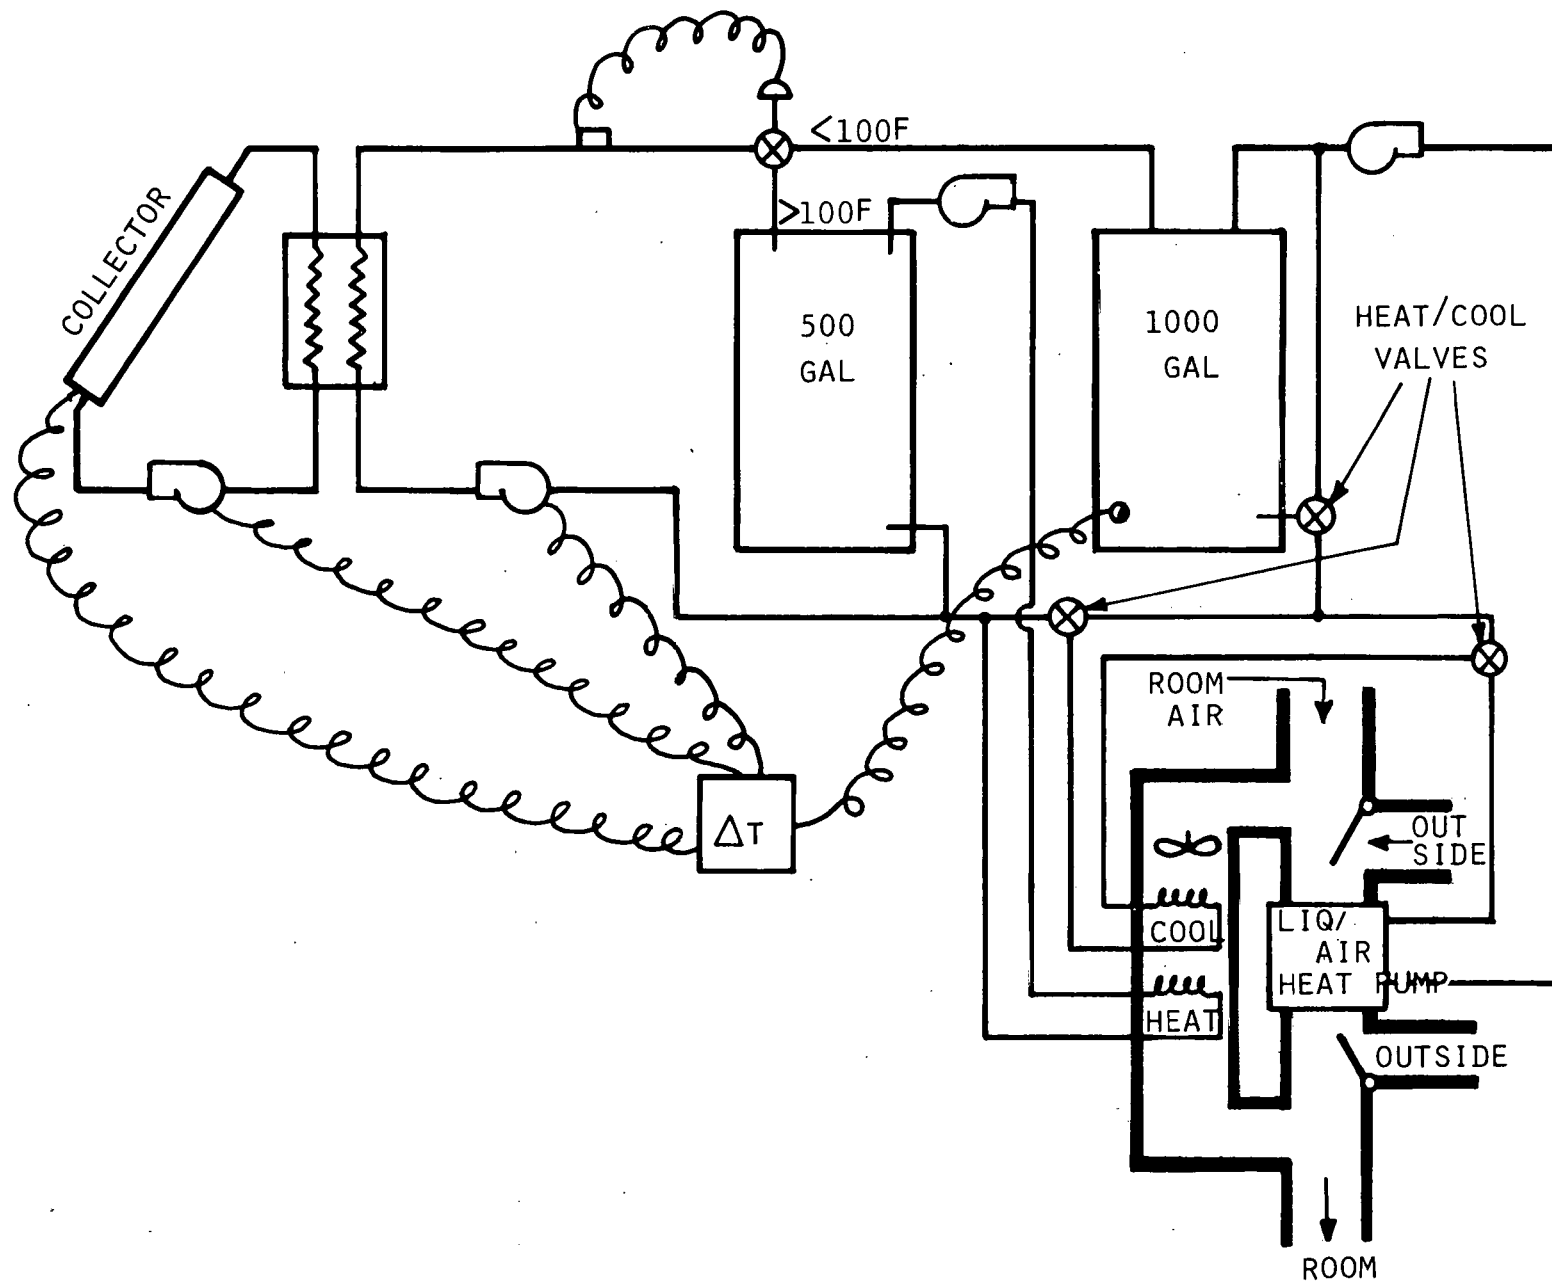 <100F
>100F
COLLECTOR
500
GAL
1000
GAL
HEAT/COOL
VALVES
ROOM
AIR
OUT
SIDE
ΔT
COOL
HEAT
LIQ/
AIR
HEAT PUMP
OUTSIDE
ROOM